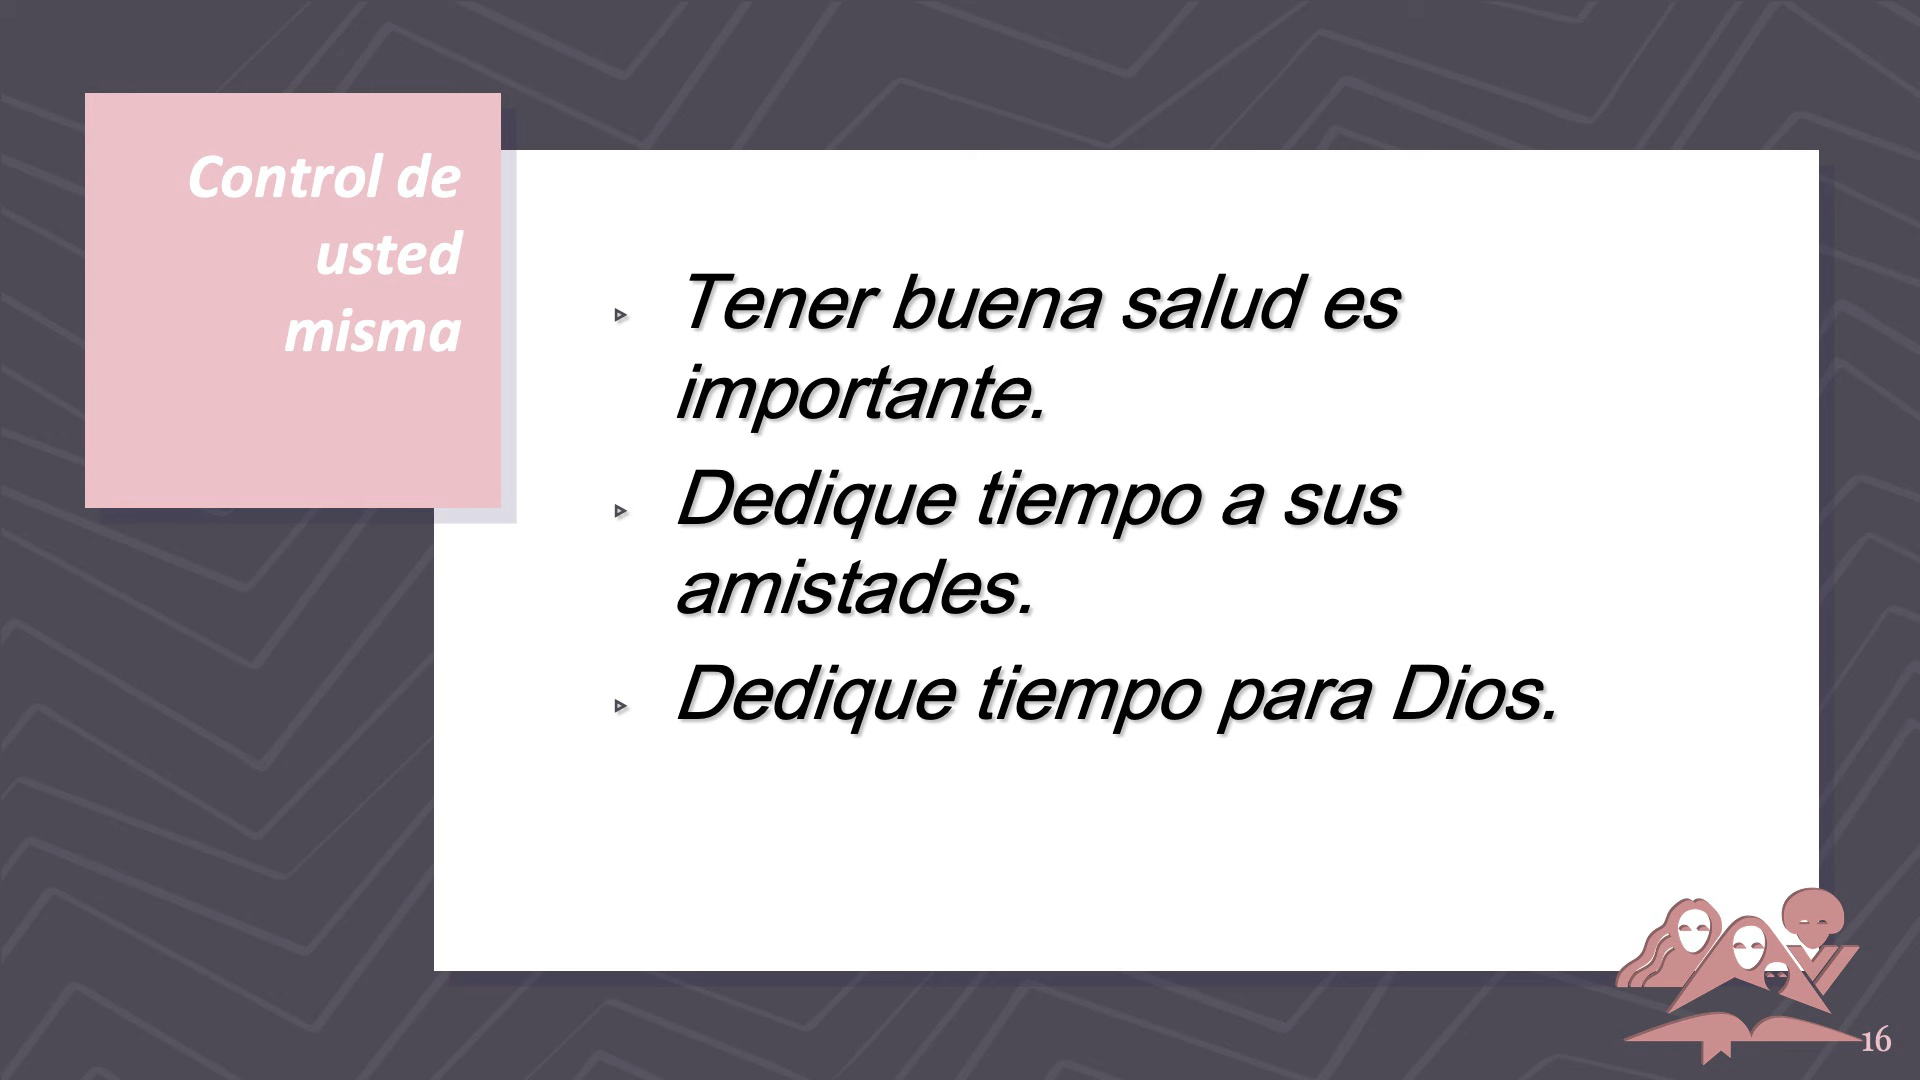 Control de
usted
misma
Tener buena salud es
importante.
Dedique tiempo a sus
amistades.
Dedique tiempo para Dios.
16